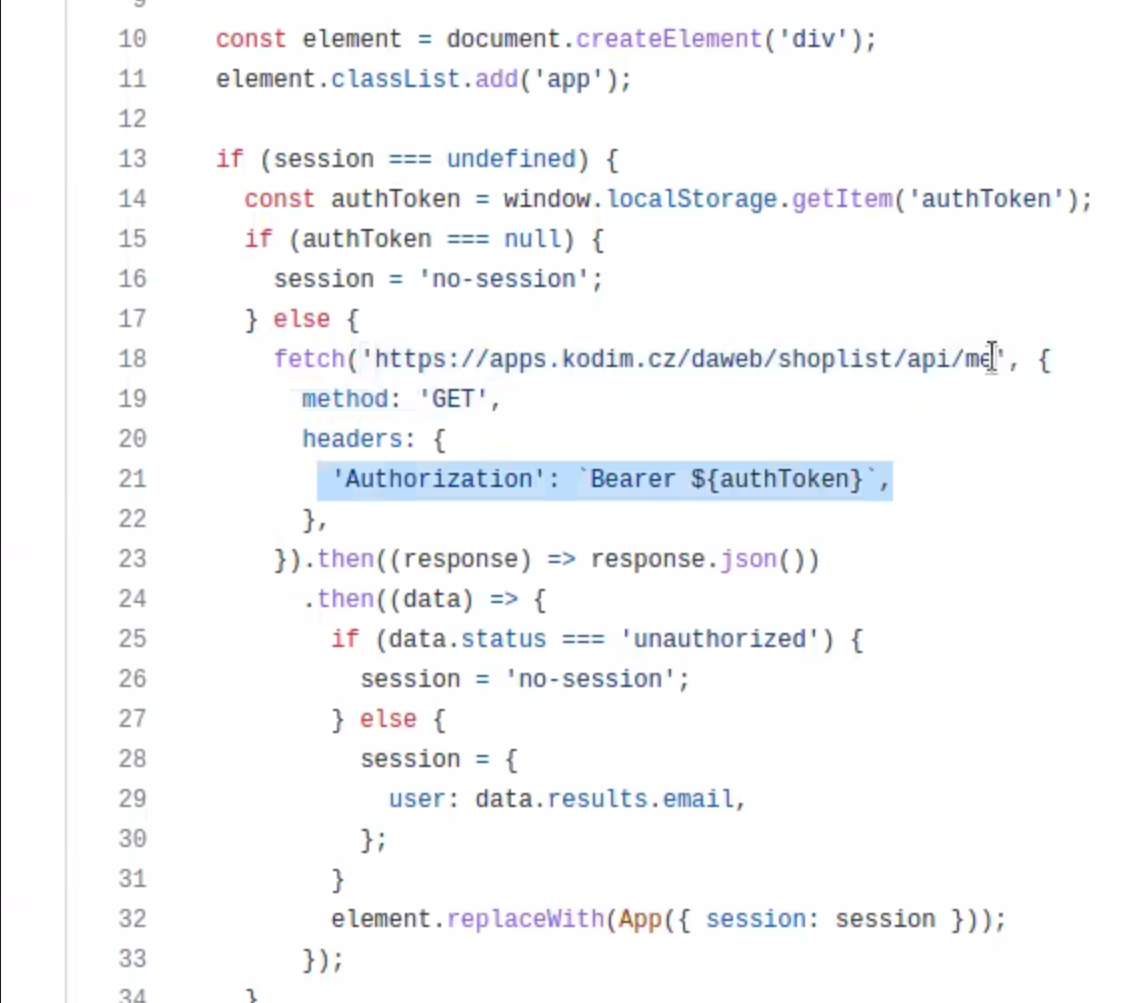 10 const element = document.createElement('div');
11 element.classList.add('app');
12
13 if (session === undefined) {
14 const authToken = window.localStorage.getItem('authToken');
15 if (authToken === null) {
16 session = 'no-session';
17 } else {
18 fetch('https://apps.kodim.cz/daweb/shoplist/api/me', {
19 method: 'GET',
20 headers: {
21 'Authorization': `Bearer ${authToken}`,
22 },
23 }).then((response) => response.json())
24 .then((data) => {
25 if (data.status === 'unauthorized') {
26 session = 'no-session';
27 } else {
28 session = {
29 user: data.results.email,
30 };
31 }
32 element.replaceWith(App({ session: session }));
33 });
34 }